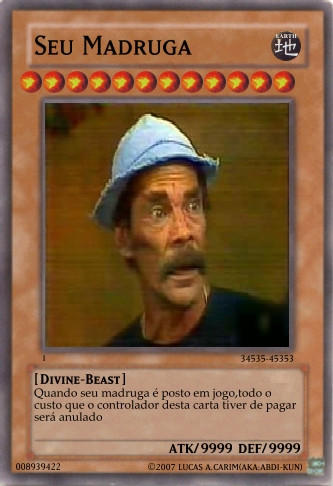 Seu Madruga
EARTH
地
1
34535-45353
[Divine-Beast]
Quando seu madruga é posto em jogo,todo o
custo que o controlador desta carta tiver de pagar
será anulado
ATK/9999 DEF/9999
008939422
©2007 LUCAS A.CARIM(AKA:ABDI-KUN)